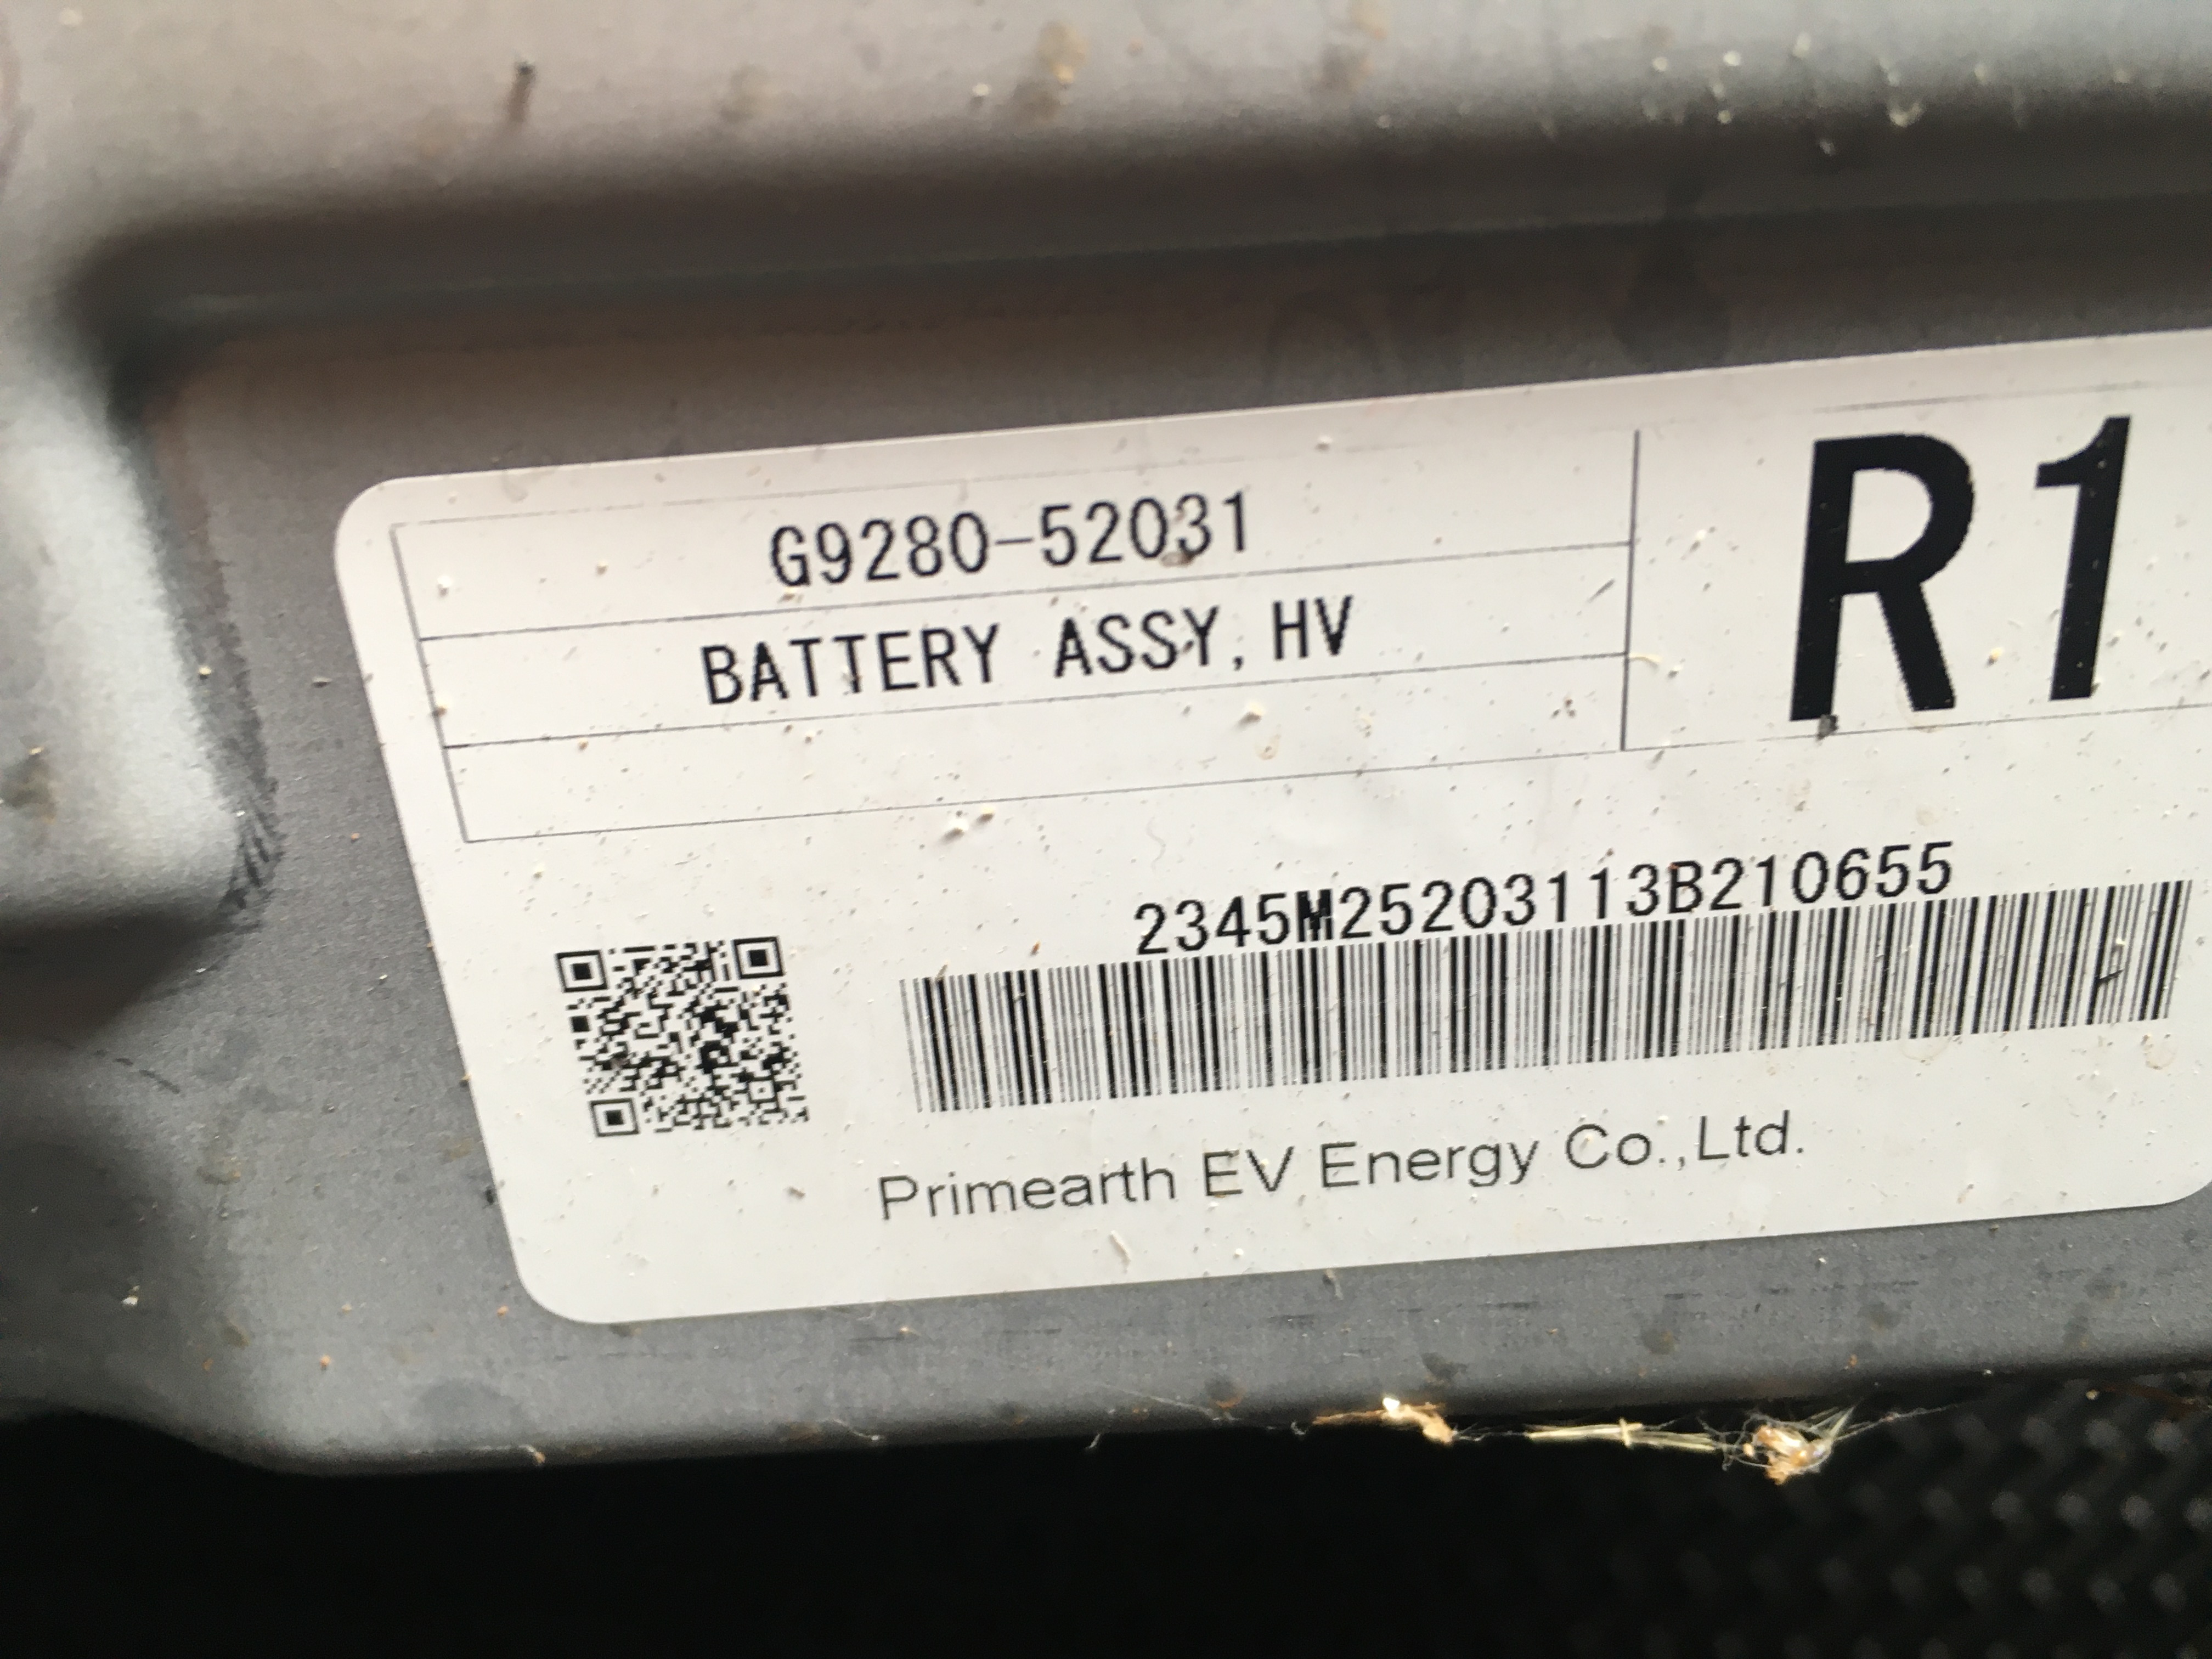 G9280-52031
BATTERY ASSY, HV
R1
2345M25203113B210655
Primearth EV Energy Co.,Ltd.